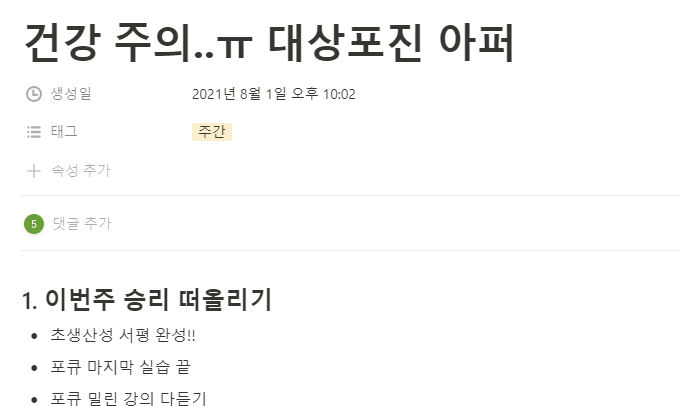 건강 주의..ㅠ 대상포진 아퍼
생성일 2021년 8월 1일 오후 10:02
태그 주간
속성 추가
5 댓글 추가
1. 이번주 승리 떠올리기
• 초생산성 서평 완성!!
• 포큐 마지막 실습 끝
• 포큐 밀린 강의 다듣기